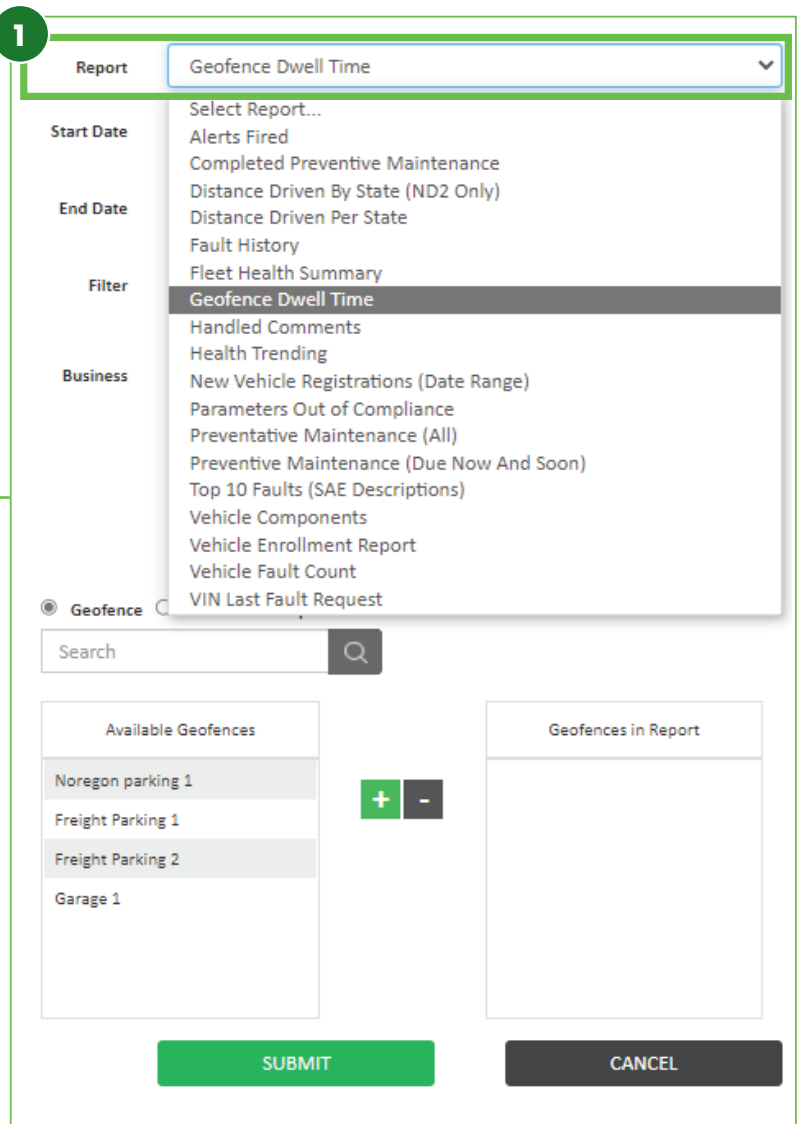 1
Report
Geofence Dwell Time
Select Report...
Start Date
Alerts Fired
Completed Preventive Maintenance
Distance Driven By State (ND2 Only)
End Date
Distance Driven Per State
Fault History
Fleet Health Summary
Filter
Geofence Dwell Time
Handled Comments
Health Trending
Business
New Vehicle Registrations (Date Range)
Parameters Out of Compliance
Preventative Maintenance (All)
Preventive Maintenance (Due Now And Soon)
Top 10 Faults (SAE Descriptions)
Vehicle Components
Vehicle Enrollment Report
Vehicle Fault Count
VIN Last Fault Request
Geofence
Search
Available Geofences
Geofences in Report
Noregon parking 1
Freight Parking 1
Freight Parking 2
Garage 1
+ -
SUBMIT
CANCEL